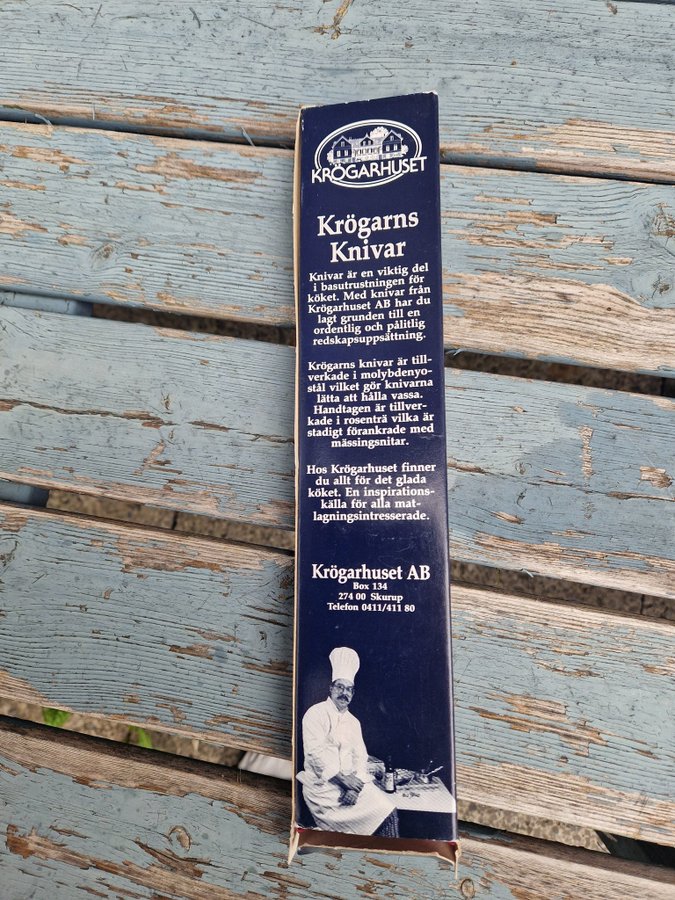 KRÖGARHUSET
Krögarns
Knivar
Knivar är en viktig del
i basutrustningen för
köket. Med knivar från
Krögarhuset AB har du
lagt grunden till en
ordentlig och pålitlig
redskapsuppsättning.
Krögarns knivar är till-
verkade i molybdenyo-
stål vilket gör knivarna
lätta att hålla vassa.
Handtagen är tillver-
kade i rosenträ vilka är
stadigt förankrade med
mässingsnitar.
Hos Krögarhuset finner
du allt för det glada
köket. En inspirations-
källa för alla mat-
lagningsintresserade.
Krögarhuset AB
Box 134
274 00 Skurup
Telefon 0411/411 80